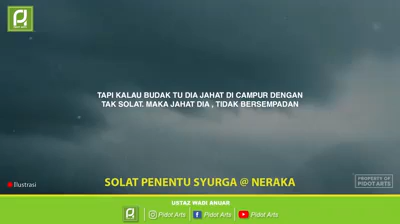 TAPI KALAU BUDAK TU DIA JAHAT DI CAMPUR DENGAN
TAK SOLAT. MAKA JAHAT DIA , TIDAK BERSEMPADAN
Ilustrasi
PROPERTY OF
PIDOT ARTS
SOLAT PENENTU SYURGA @ NERAKA
USTAZ WADI ANUAR
Pidot Arts
Pidot Arts
Pidot Arts